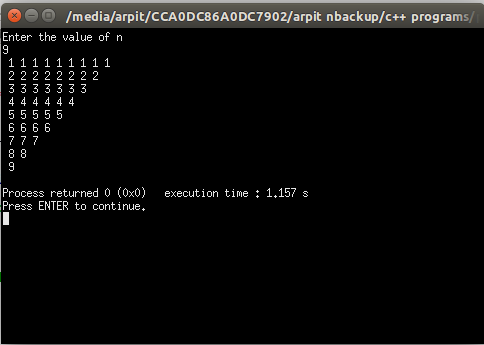 /media/arpit/CCA0DC86A0DC7902/arpit nbackup/c++ programs/
Enter the value of n
9
1 1 1 1 1 1 1 1 1
2 2 2 2 2 2 2 2
3 3 3 3 3 3 3
4 4 4 4 4 4
5 5 5 5 5
6 6 6 6
7 7 7
8 8
9
Process returned 0 (0x0)   execution time : 1.157 s
Press ENTER to continue.